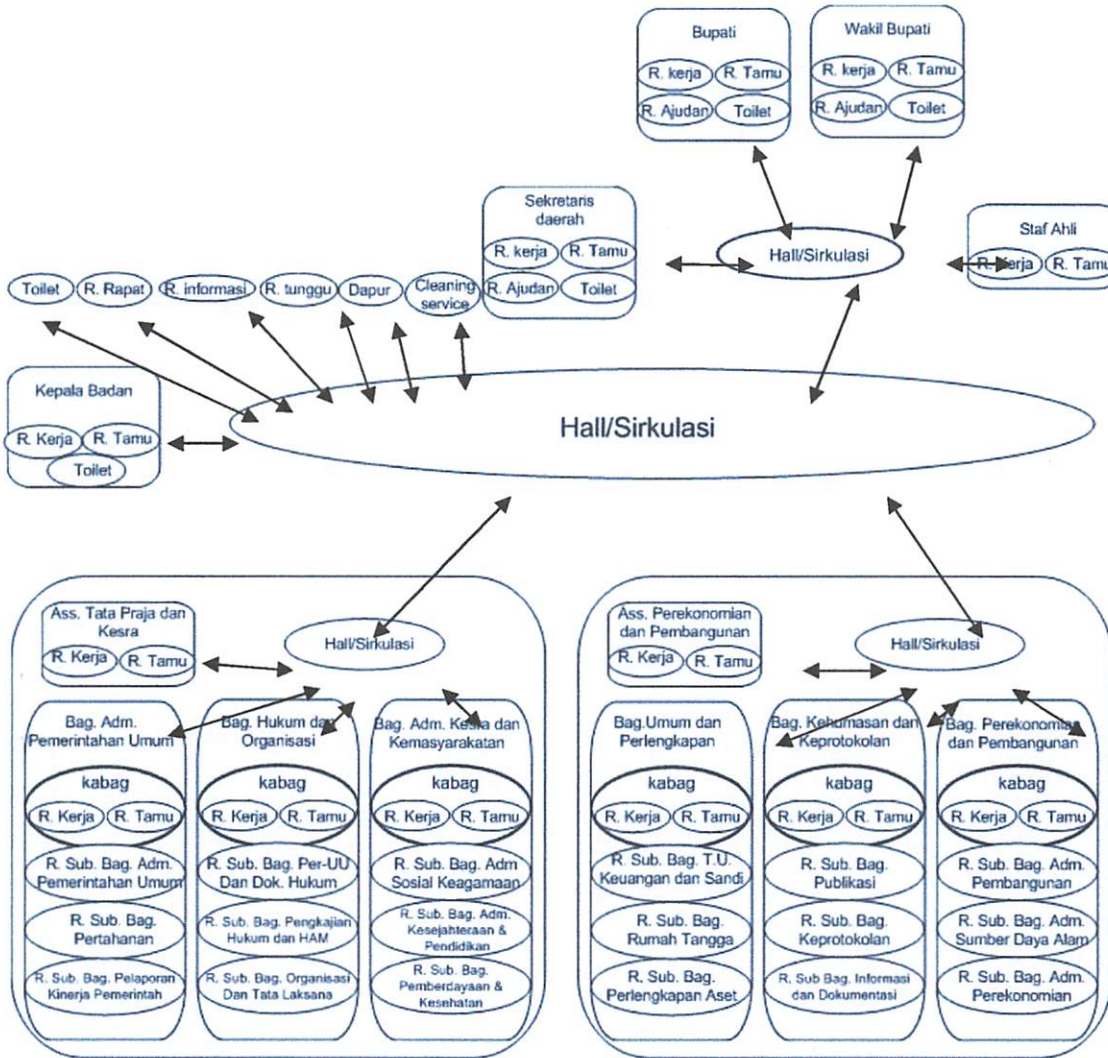 Bupati
R. kerja
R. Tamu
R. Ajudan
Toilet
Wakil Bupati
R. kerja
R. Tamu
R. Ajudan
Toilet
Sekretaris
daerah
R. kerja
R. Tamu
R. Ajudan
Toilet
Hall/Sirkulasi
Staf Ahli
R. Kerja
R. Tamu
Toilet
R. Rapat
R. informasi
R. tunggu
Dapur
Cleaning
service
Kepala Badan
R. Kerja
R. Tamu
Toilet
Hall/Sirkulasi
Ass. Tata Praja dan
Kesra
R. Kerja
R. Tamu
Hall/Sirkulasi
Bag. Adm.
Pemerintahan Umum
kabag
R. Kerja
R. Tamu
R. Sub. Bag. Adm.
Pemerintahan Umum
R. Sub. Bag.
Pertahanan
R. Sub. Bag. Pelaporan
Kinerja Pemerintah
Bag. Hukum dan
Organisasi
kabag
R. Kerja
R. Tamu
R. Sub. Bag. Per-UU
Dan Dok. Hukum
R. Sub. Bag. Pengkajian
Hukum dan HAM
R. Sub. Bag. Organisasi
Dan Tata Laksana
Bag. Adm. Kesra dan
Kemasyarakatan
kabag
R. Kerja
R. Tamu
R. Sub. Bag. Adm
Sosial Keagamaan
R. Sub. Bag. Adm.
Kesejahteraan &
Pendidikan
R. Sub. Bag.
Pemberdayaan &
Kesehatan
Ass. Perekonomian
dan Pembangunan
R. Kerja
R. Tamu
Hall/Sirkulasi
Bag.Umum dan
Perlengkapan
kabag
R. Kerja
R. Tamu
R. Sub. Bag. T.U.
Keuangan dan Sandi
R. Sub. Bag.
Rumah Tangga
R. Sub. Bag.
Perlengkapan Aset
Bag. Kehumasan dan
Keprotokolan
kabag
R. Kerja
R. Tamu
R. Sub. Bag.
Publikasi
R. Sub. Bag.
Keprotokolan
R. Sub Bag. Informasi
dan Dokumentasi
Bag. Perekonomian
dan Pembangunan
kabag
R. Kerja
R. Tamu
R. Sub. Bag. Adm.
Pembangunan
R. Sub. Bag. Adm.
Sumber Daya Alam
R. Sub. Bag. Adm.
Perekonomian